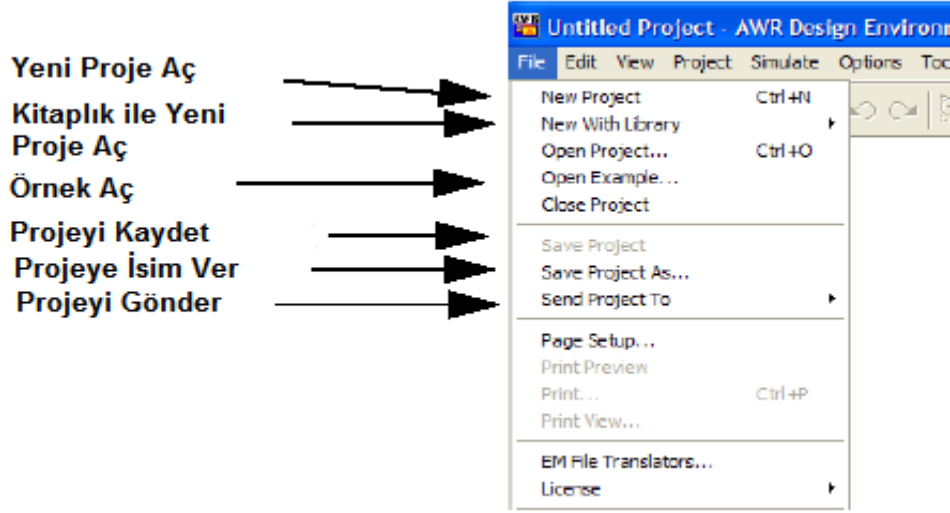 Yeni Proje Aç
Kitaplık ile Yeni
Proje Aç
Örnek Aç
Projeyi Kaydet
Projeye İsim Ver
Projeyi Gönder
Untitled Project - AWR Design
File Edit View Project Simulate Options
New Project Ctrl+N
New With Library
Open Project... Ctrl+O
Open Example...
Close Project
Save Project
Save Project As...
Send Project To
Page Setup...
Print Preview
Print... Ctrl+P
Print View...
EM File Translators...
License